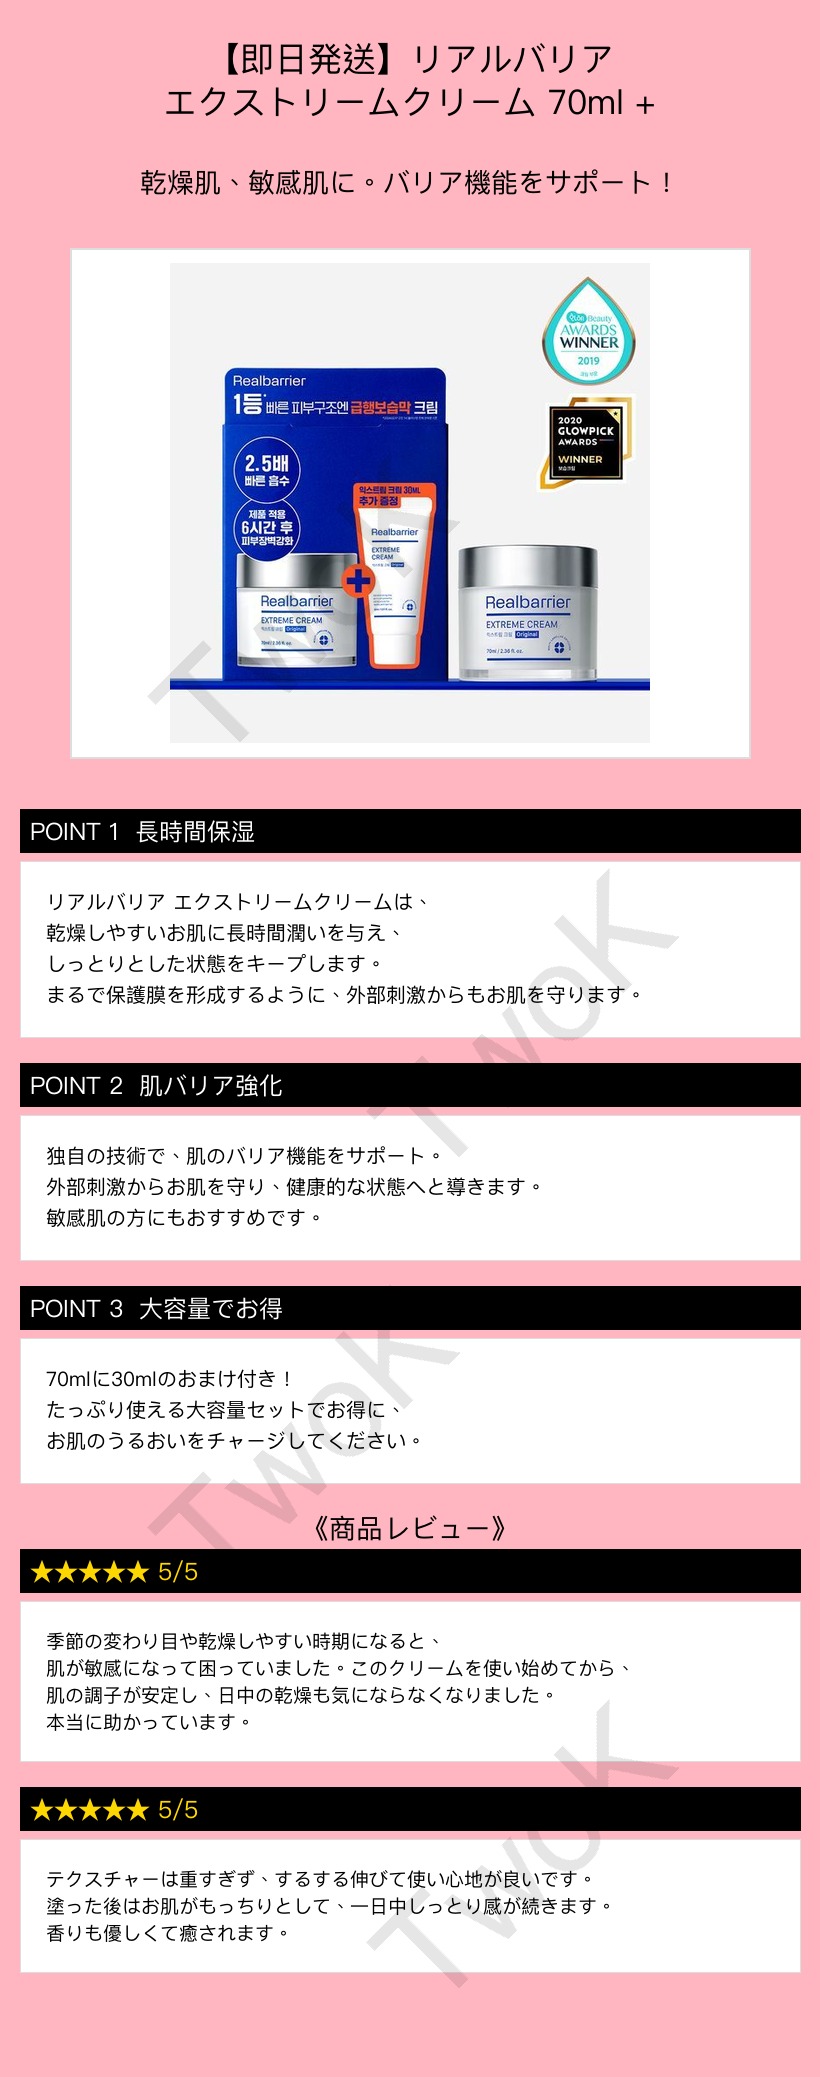 【即日発送】リアルバリア
エクストリームクリーム 70ml +
乾燥肌、敏感肌に。バリア機能をサポート！
Beauty
AWARDS
WINNER
2019
2020
GLOWPICK
AWARDS
WINNER
보습크림
Realbarrier
1등* 빠른 피부구조엔 급행보습막 크림
2.5배
빠른 흡수
제품 적용
6시간 후
피부장벽강화
익스트림 크림 30ML
추가 증정
Realbarrier
EXTREME
CREAM
Realbarrier
EXTREME CREAM
익스트림 크림 Original
70ml / 2.36 fl. oz.
Realbarrier
EXTREME CREAM
익스트림 크림 Original
70ml / 2.36 fl. oz.
TwoK
POINT 1 長時間保湿
リアルバリア エクストリームクリームは、
乾燥しやすいお肌に長時間潤いを与え、
しっとりとした状態をキープします。
まるで保護膜を形成するように、外部刺激からもお肌を守ります。
TwoK
POINT 2 肌バリア強化
独自の技術で、肌のバリア機能をサポート。
外部刺激からお肌を守り、健康的な状態へと導きます。
敏感肌の方にもおすすめです。
POINT 3 大容量でお得
70mlに30mlのおまけ付き！
たっぷり使える大容量セットでお得に、
お肌のうるおいをチャージしてください。
TwoK
《商品レビュー》
★★★★★ 5/5
季節の変わり目や乾燥しやすい時期になると、
肌が敏感になって困っていました。このクリームを使い始めてから、
肌の調子が安定し、日中の乾燥も気にならなくなりました。
本当に助かっています。
★★★★★ 5/5
テクスチャーは重すぎず、するする伸びて使い心地が良いです。
塗った後はお肌がもっちりとして、一日中しっとり感が続きます。
香りも優しくて癒されます。
TwoK